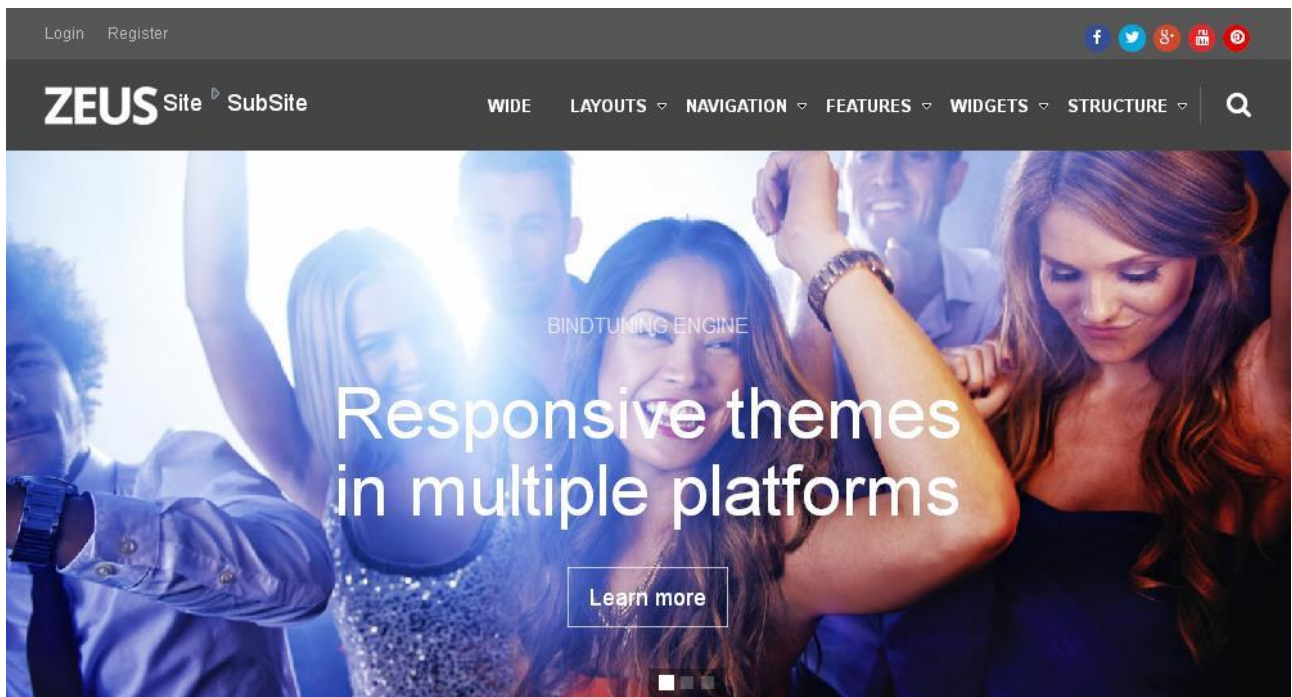 Login Register
ZEUS Site SubSite
WIDE LAYOUTS NAVIGATION FEATURES WIDGETS STRUCTURE
BINDTUNING ENGINE
Responsive themes
in multiple platforms
Learn more